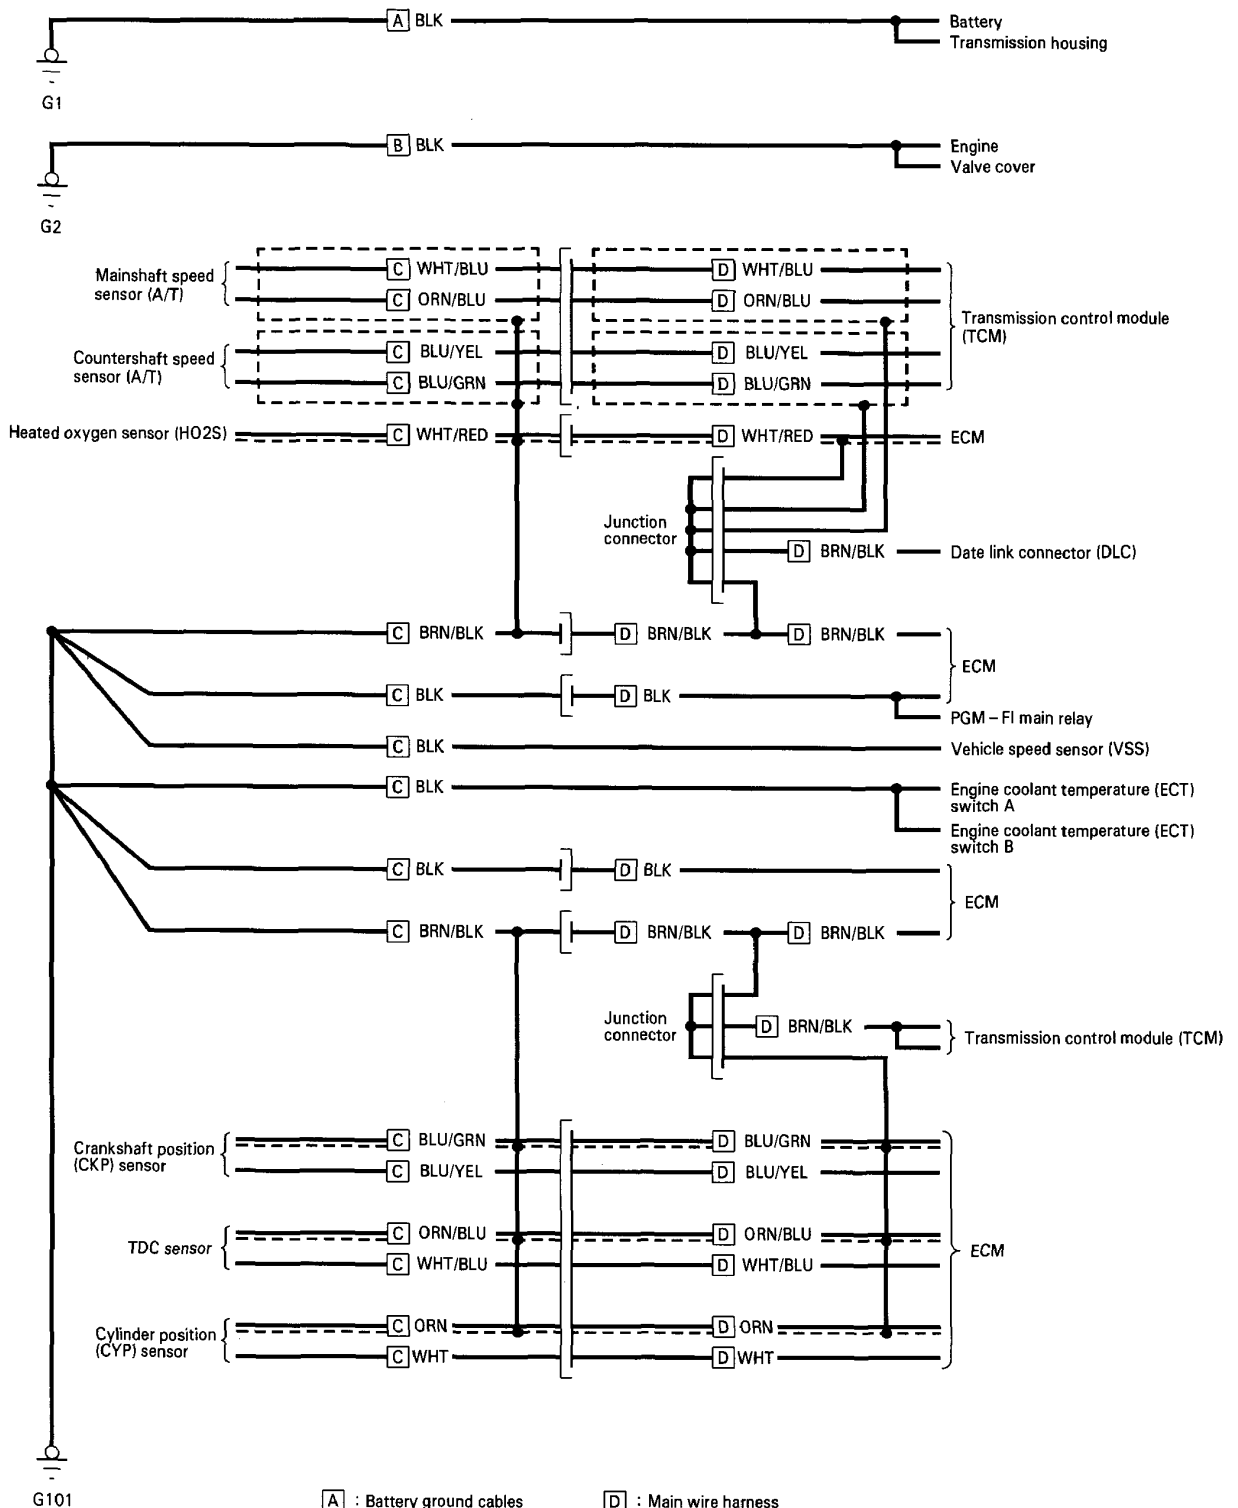 A BLK
Battery
Transmission housing
G1
B BLK
Engine
Valve cover
G2
Mainshaft speed
sensor (A/T)
C WHT/BLU
D WHT/BLU
C ORN/BLU
D ORN/BLU
Transmission control module
(TCM)
Countershaft speed
sensor (A/T)
C BLU/YEL
D BLU/YEL
C BLU/GRN
D BLU/GRN
Heated oxygen sensor (HO2S)
C WHT/RED
D WHT/RED
ECM
Junction
connector
D BRN/BLK
Date link connector (DLC)
C BRN/BLK
D BRN/BLK
D BRN/BLK
ECM
C BLK
D BLK
PGM – FI main relay
C BLK
Vehicle speed sensor (VSS)
C BLK
Engine coolant temperature (ECT)
switch A
Engine coolant temperature (ECT)
switch B
C BLK
D BLK
ECM
C BRN/BLK
D BRN/BLK
D BRN/BLK
Junction
connector
D BRN/BLK
Transmission control module (TCM)
Crankshaft position
(CKP) sensor
C BLU/GRN
D BLU/GRN
C BLU/YEL
D BLU/YEL
TDC sensor
C ORN/BLU
D ORN/BLU
C WHT/BLU
D WHT/BLU
ECM
Cylinder position
(CYP) sensor
C ORN
D ORN
C WHT
D WHT
G101
A : Battery ground cables
D : Main wire harness